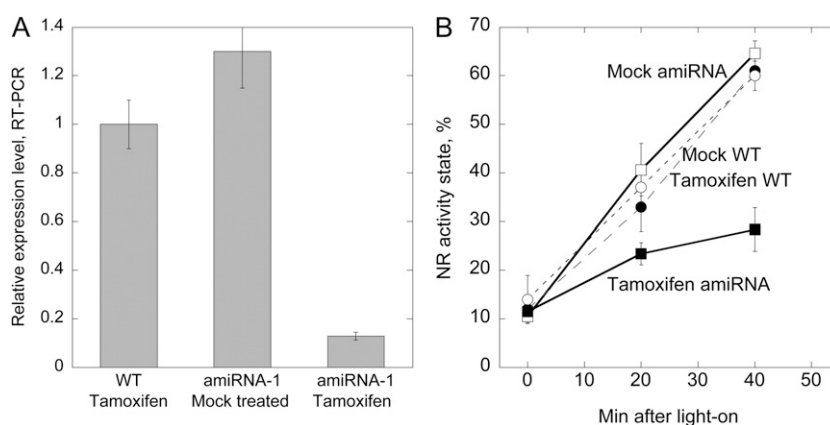 A
Relative expression level, RT-PCR
1.4
1.2
1
0.8
0.6
0.4
0.2
0
WT
Tamoxifen
amiRNA-1
Mock treated
amiRNA-1
Tamoxifen
B
NR activity state, %
70
60
50
40
30
20
10
0
Mock amiRNA
Mock WT
Tamoxifen WT
Tamoxifen amiRNA
0 10 20 30 40 50
Min after light-on